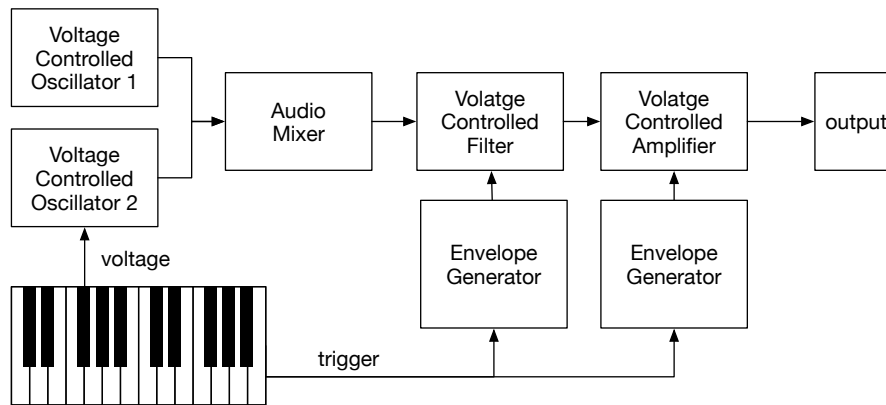 Voltage
Controlled
Oscillator 1
Voltage
Controlled
Oscillator 2
Audio
Mixer
Volatge
Controlled
Filter
Volatge
Controlled
Amplifier
output
Envelope
Generator
Envelope
Generator
voltage
trigger